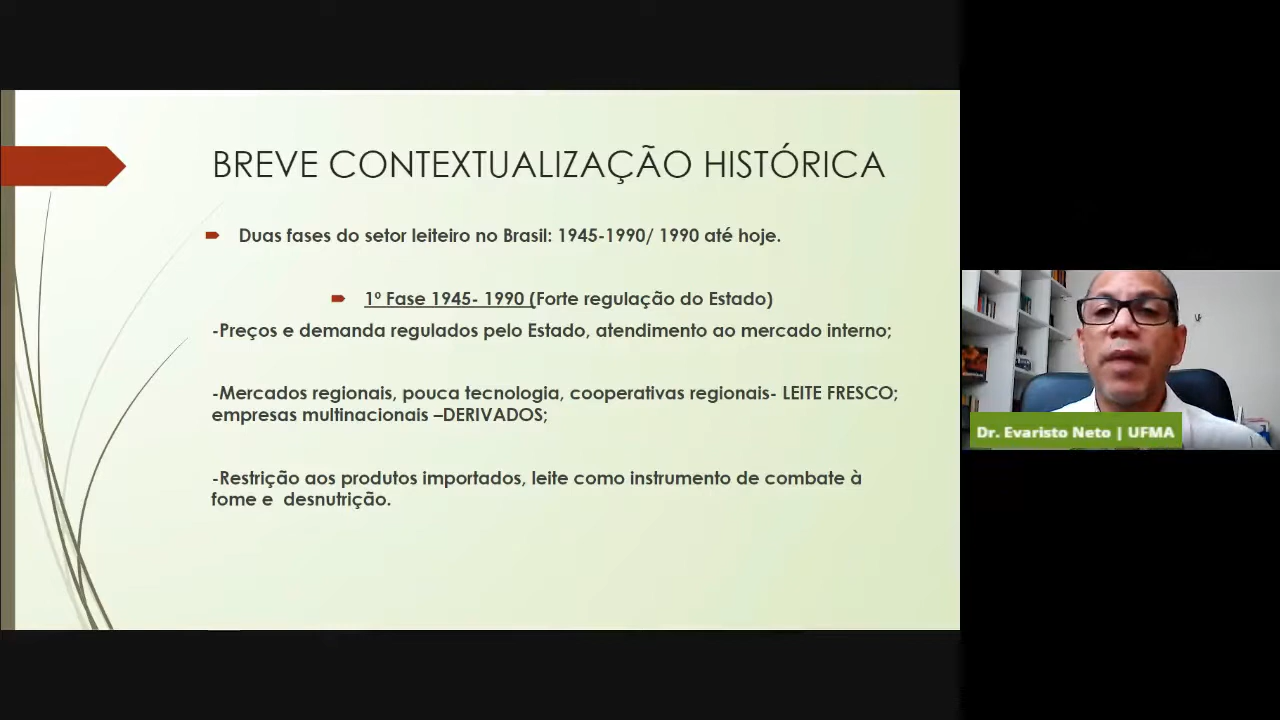 BREVE CONTEXTUALIZAÇÃO HISTÓRICA
Duas fases do setor leiteiro no Brasil: 1945-1990/ 1990 até hoje.
1º Fase 1945- 1990 (Forte regulação do Estado)
-Preços e demanda regulados pelo Estado, atendimento ao mercado interno;
-Mercados regionais, pouca tecnologia, cooperativas regionais- LEITE FRESCO;
empresas multinacionais –DERIVADOS;
-Restrição aos produtos importados, leite como instrumento de combate à
fome e  desnutrição.
Dr. Evaristo Neto | UFMA